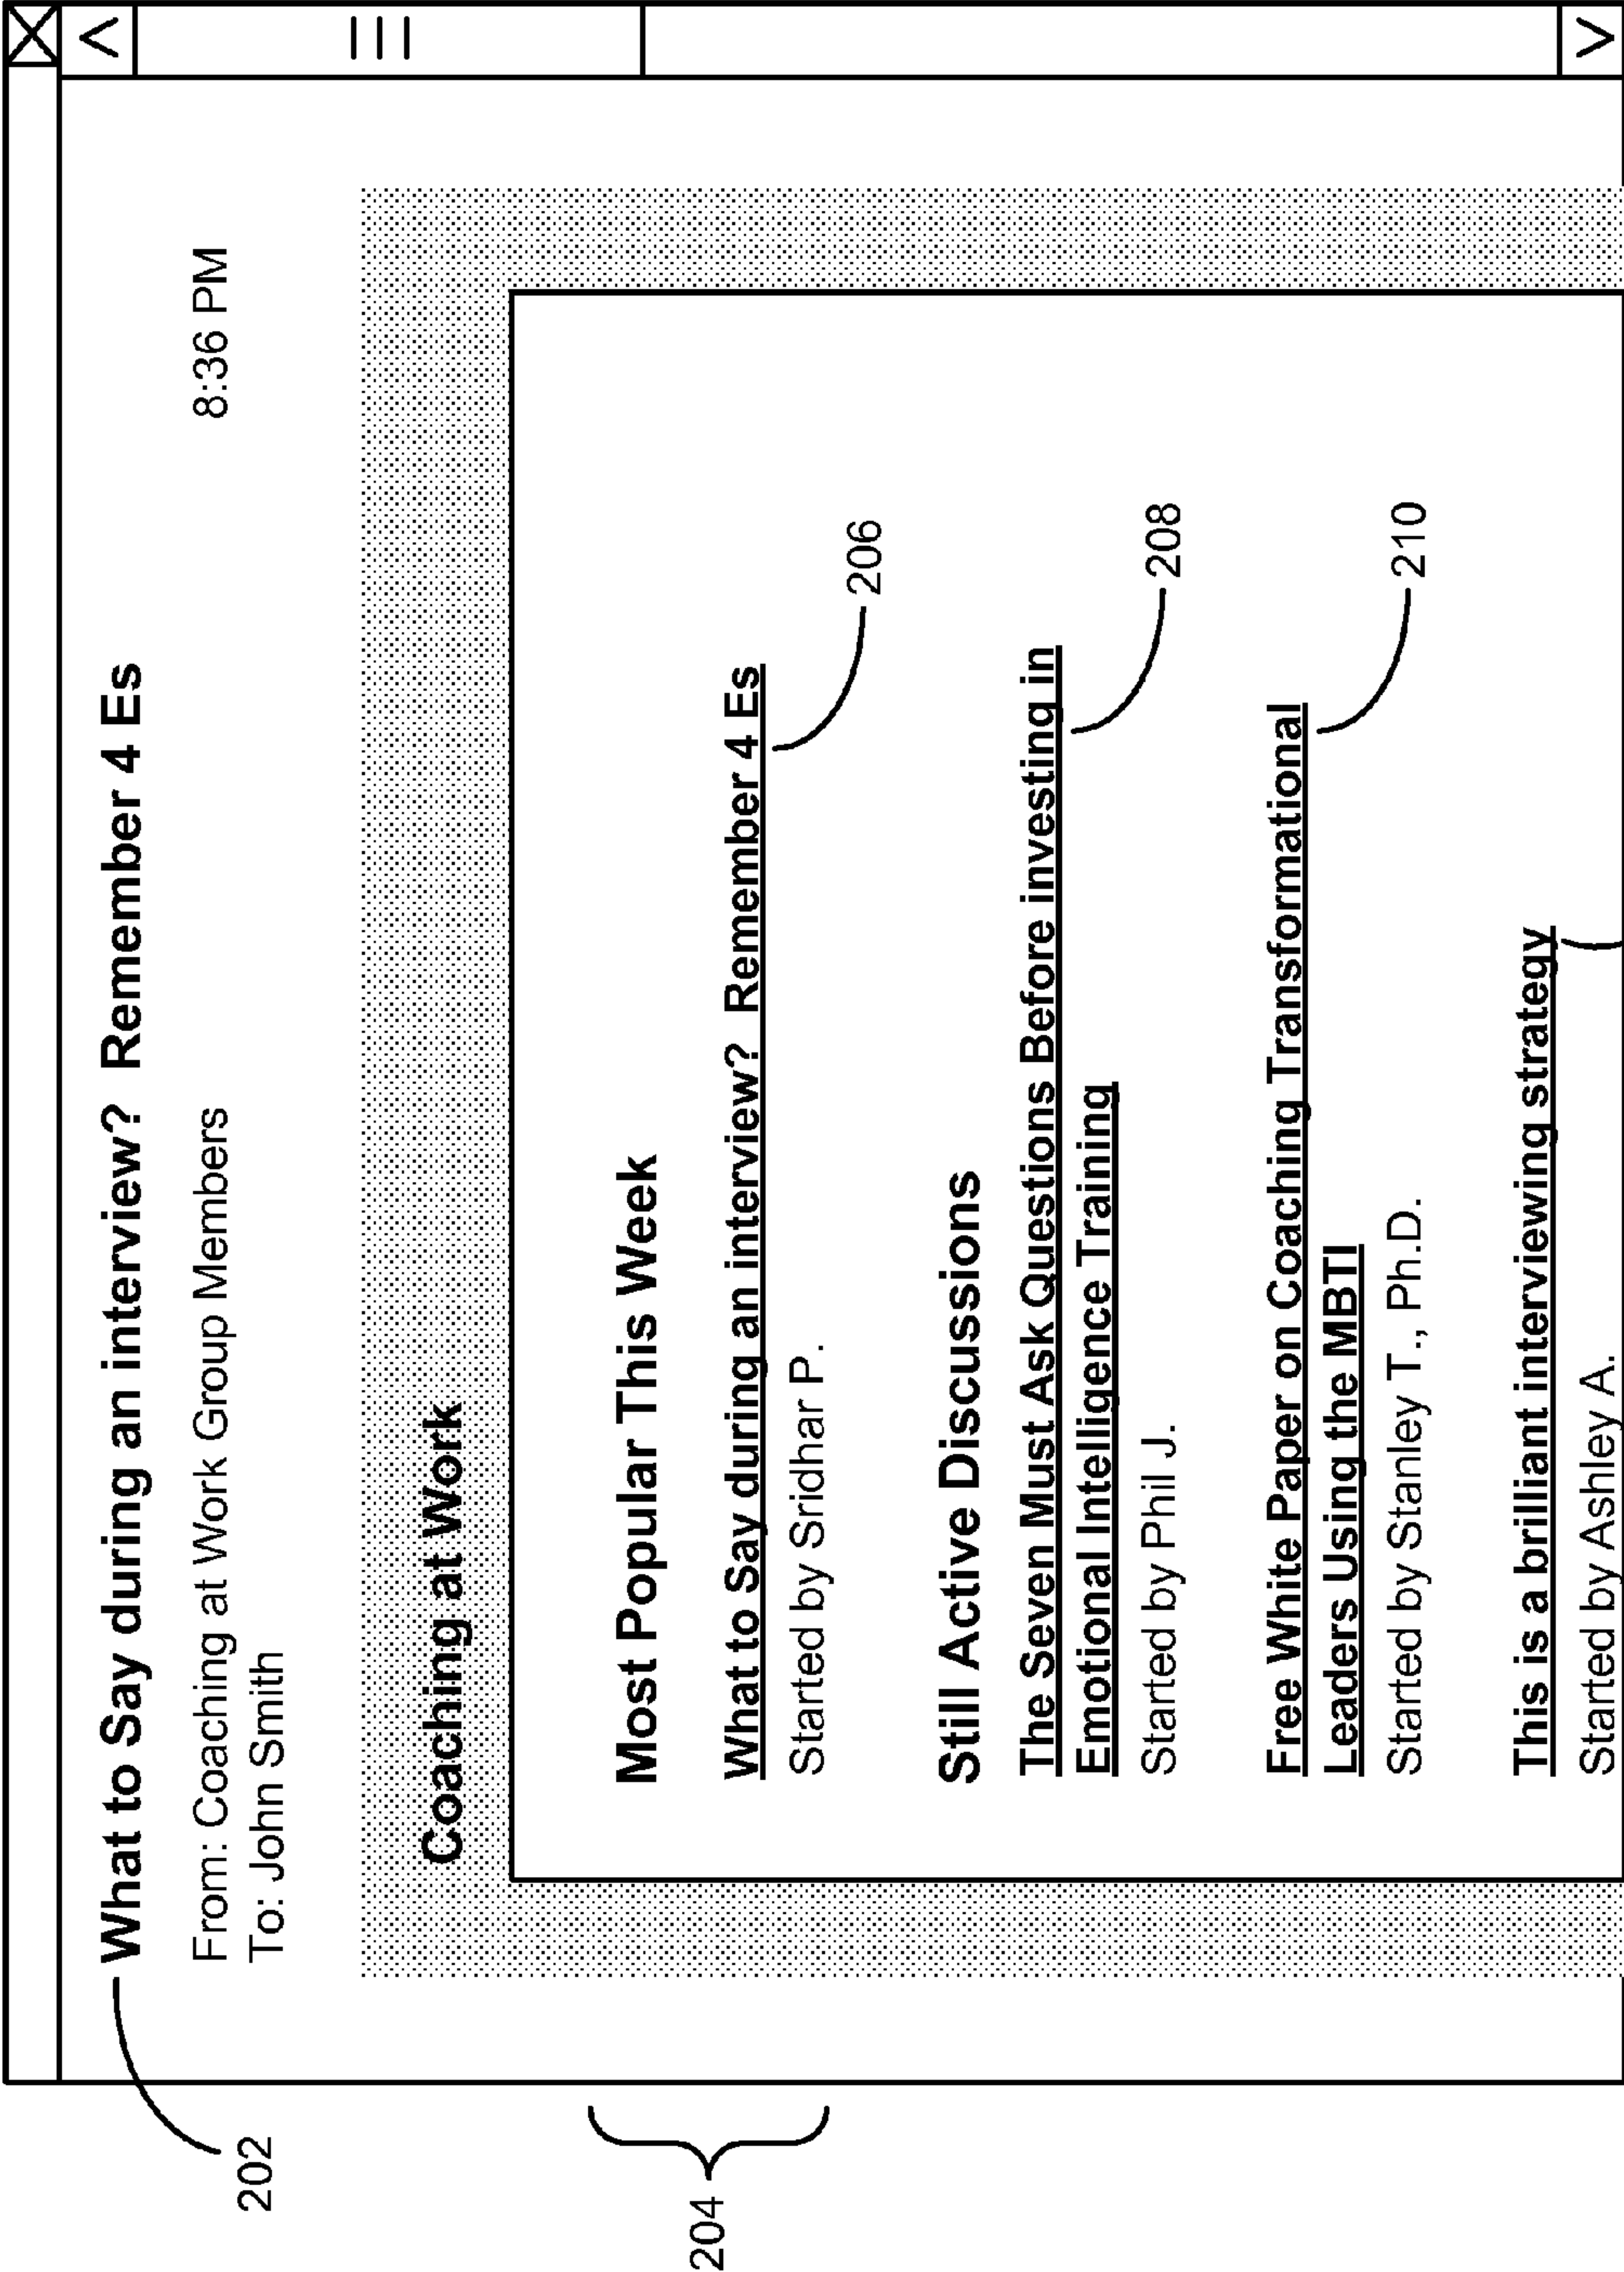 202
What to Say during an interview? Remember 4 Es
From: Coaching at Work Group Members 8:36 PM
To: John Smith
Coaching at Work
204
Most Popular This Week
What to Say during an interview? Remember 4 Es
206
Started by Sridhar P.
Still Active Discussions
The Seven Must Ask Questions Before investing in
Emotional Intelligence Training
208
Started by Phil J.
Free White Paper on Coaching Transformational
Leaders Using the MBTI
210
Started by Stanley T., Ph.D.
This is a brilliant interviewing strategy
Started by Ashley A.